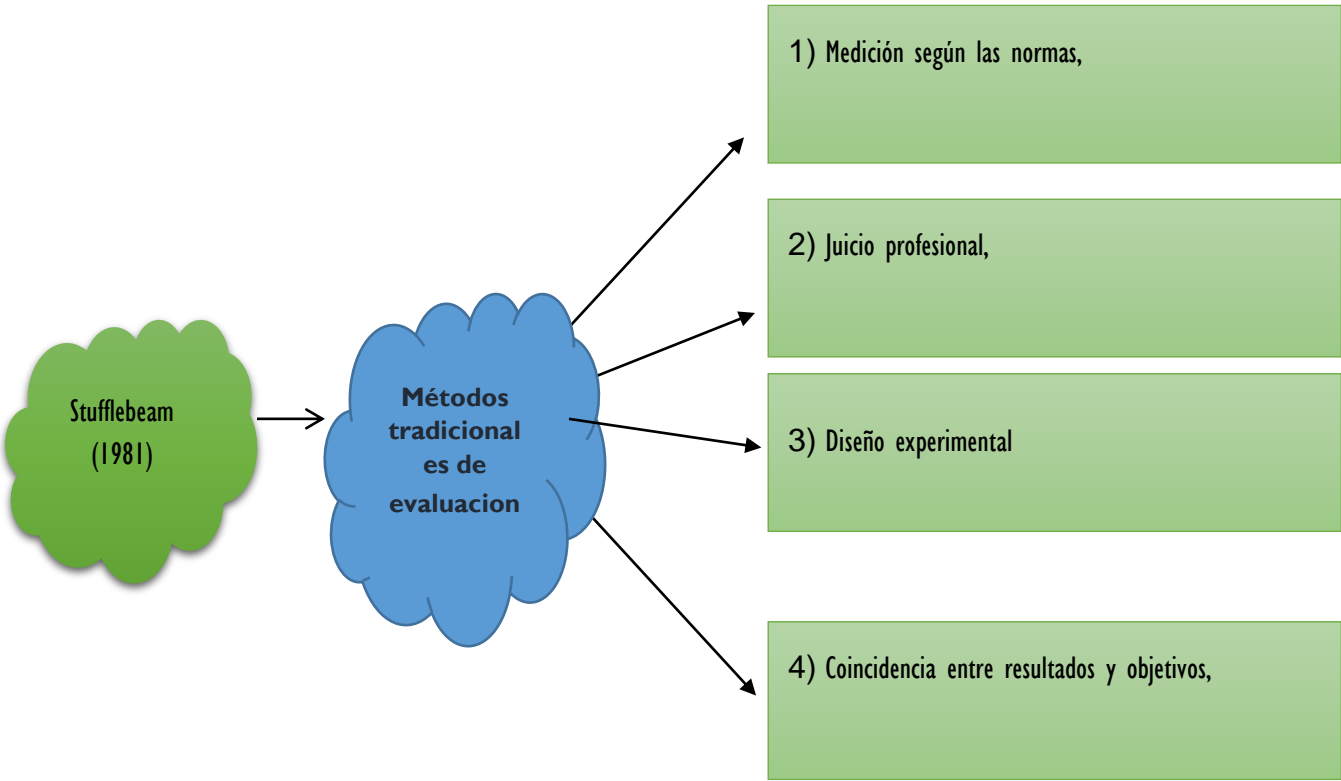 Stufflebeam
(1981)
Métodos
tradicional
es de
evaluacion
1) Medición según las normas,
2) Juicio profesional,
3) Diseño experimental
4) Coincidencia entre resultados y objetivos,